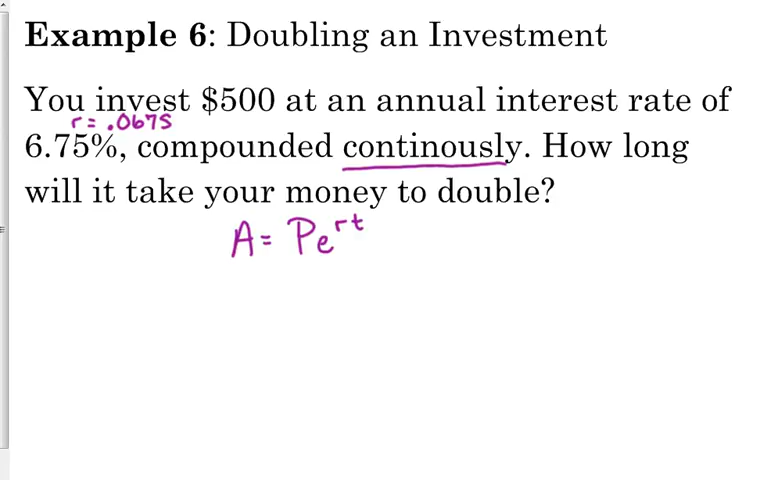 Example 6: Doubling an Investment
You invest $500 at an annual interest rate of
r = .0675
6.75%, compounded continously. How long
will it take your money to double?
A = Pe^rt